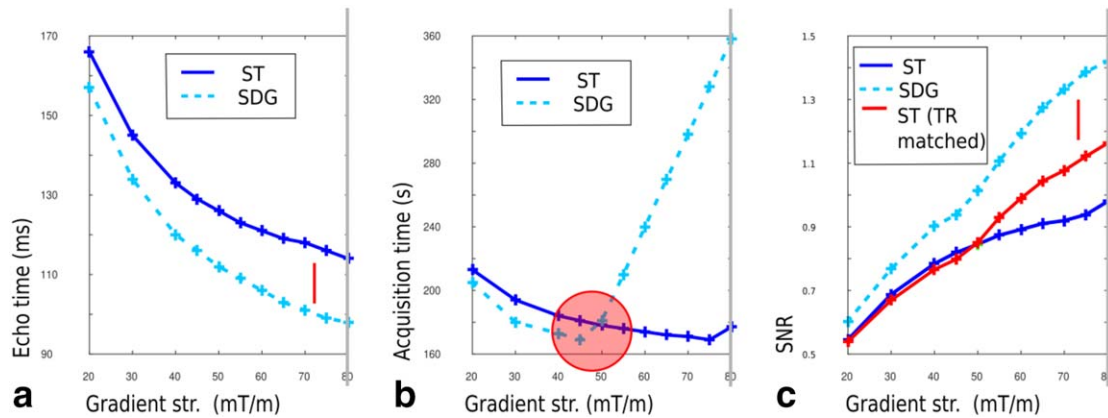 170
150
130
110
90
Echo time (ms)
ST
SDG
20 30 40 50 60 70 80
a Gradient str. (mT/m)
360
320
280
240
200
160
Acquisition time (s)
ST
SDG
20 30 40 50 60 70 80
b Gradient str. (mT/m)
1.5
1.3
1.1
0.9
0.7
0.5
SNR
ST
SDG
ST (TR
matched)
20 30 40 50 60 70 80
c Gradient str. (mT/m)